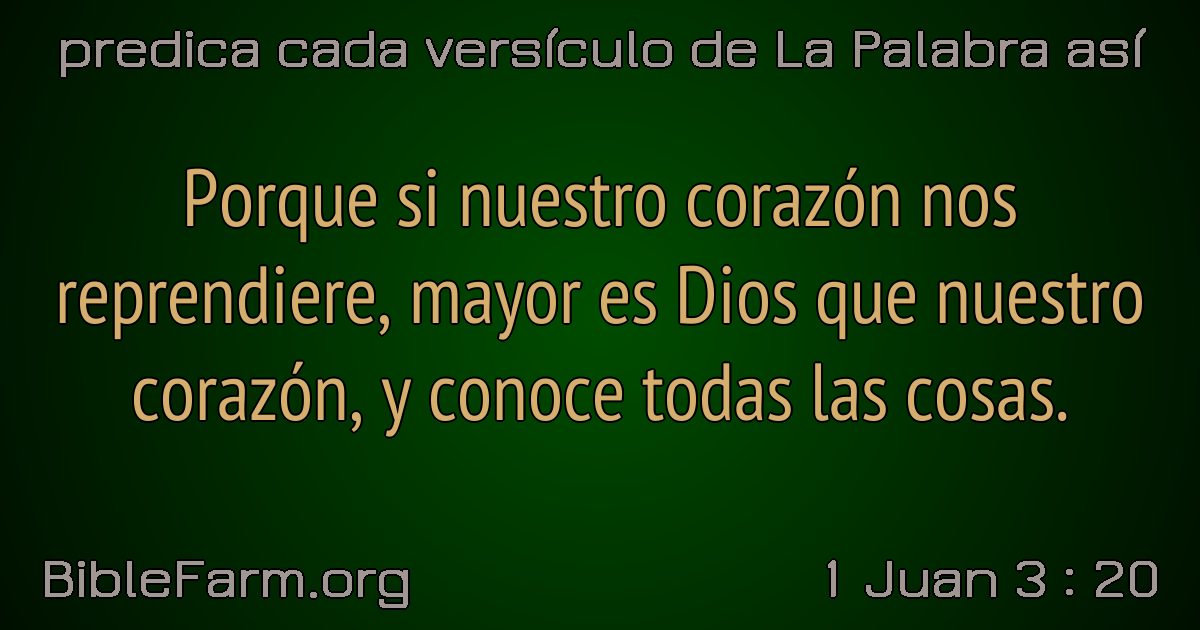 predica cada versículo de La Palabra así
Porque si nuestro corazón nos
reprendiere, mayor es Dios que nuestro
corazón, y conoce todas las cosas.
BibleFarm.org
1 Juan 3 : 20